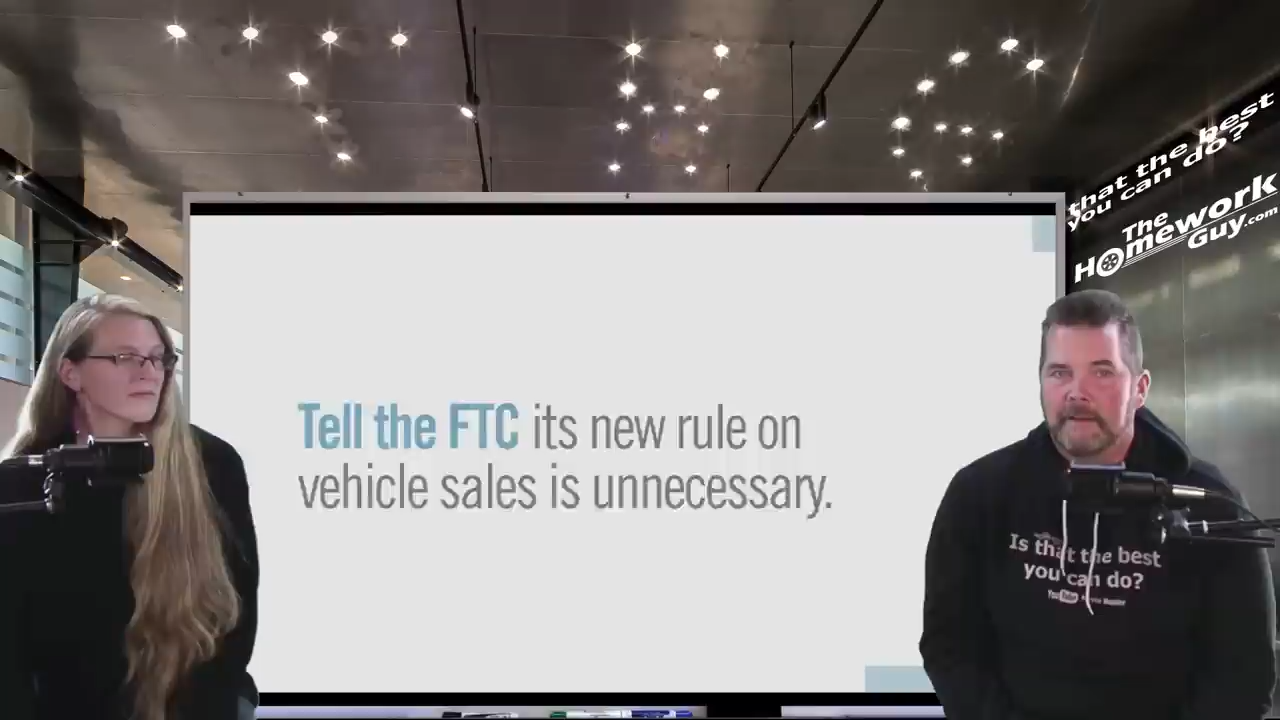 that the best
you can do?
The
Homework
Guy.com
Tell the FTC its new rule on
vehicle sales is unnecessary.
Is that the best
you can do?
YouTube